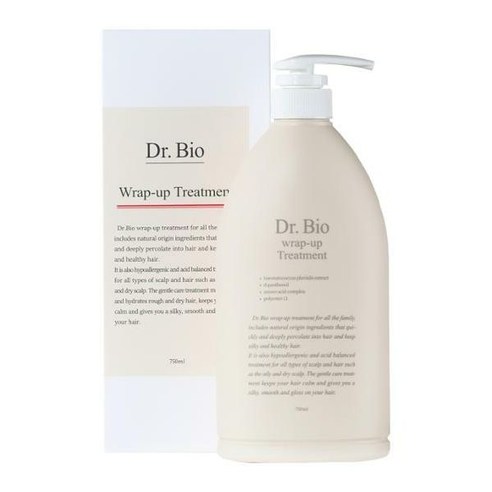 Dr. Bio
Wrap-up Treatmen
Dr. Bio wrap-up treatment for all the f
includes natural origin ingredients that
and deeply percolate into hair and ke
and healthy hair.
It is also hypoallergenic and acid balanced t
for all types of scalp and hair such as
and dry scalp. The gentle care treatment m
and hydrates rough and dry hair, keeps y
calm and gives you a silky, smooth and
your hair.
700ml
Dr. Bio
wrap-up
Treatment
extract
amino acid complex
Dr. Bio wrap-up treatment for all the family
includes natural origin ingredients that qui-
ckly and deeply percolate into hair and keep
silky and healthy hair.
It is also hypoallergenic and acid balanced
treatment for all types of scalp and hair such
as the oily and dry scalp. The gentle care treat-
ment keeps your hair calm and gives you a
silky, smooth and gloss on your hair.
700ml